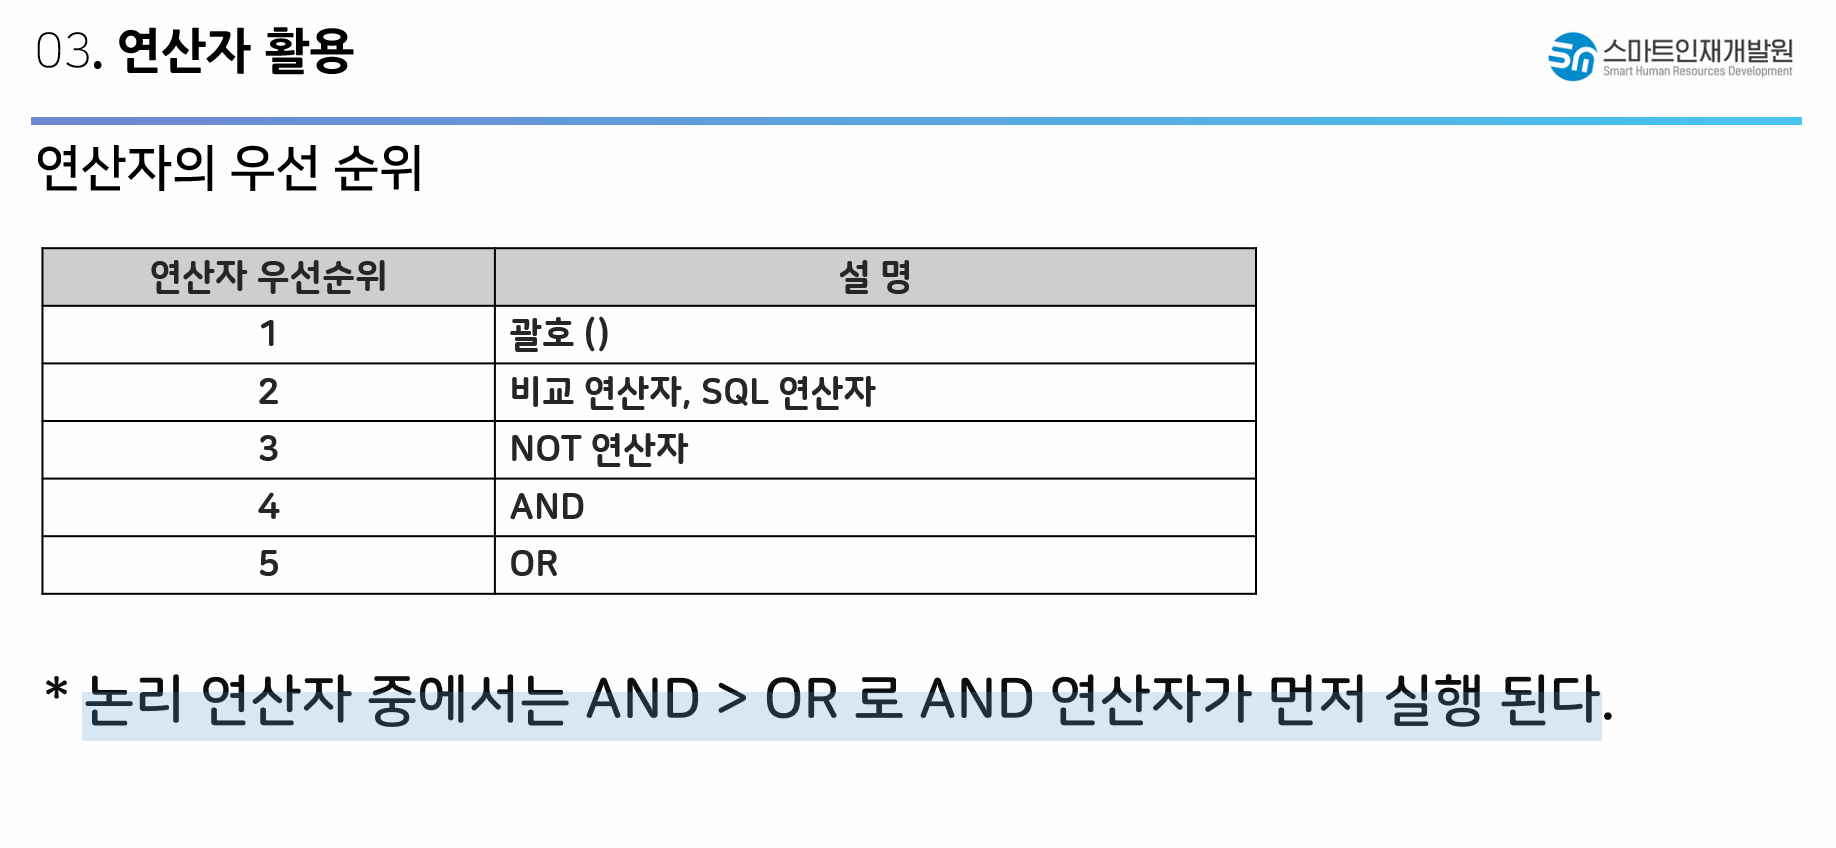 03. 연산자 활용
스마트인재개발원
Smart Human Resources Development
연산자의 우선 순위
연산자 우선순위 설 명
1 괄호 ()
2 비교 연산자, SQL 연산자
3 NOT 연산자
4 AND
5 OR
* 논리 연산자 중에서는 AND > OR 로 AND 연산자가 먼저 실행 된다.